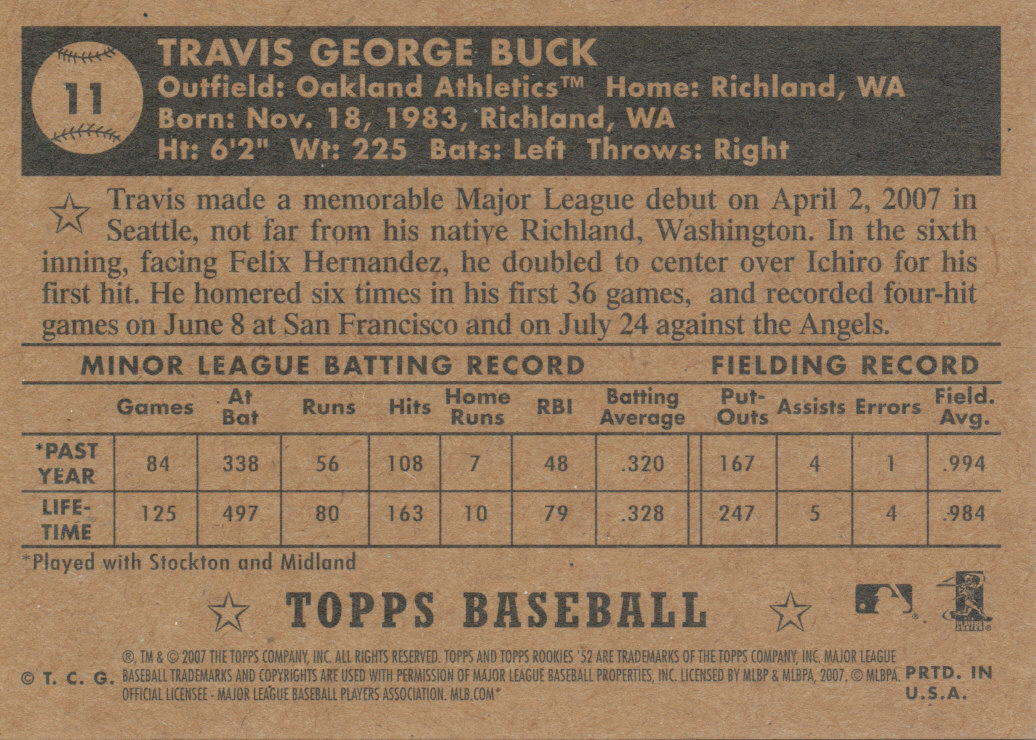 11
TRAVIS GEORGE BUCK
Outfield: Oakland Athletics™ Home: Richland, WA
Born: Nov. 18, 1983, Richland, WA
Ht: 6'2" Wt: 225 Bats: Left Throws: Right
Travis made a memorable Major League debut on April 2, 2007 in
Seattle, not far from his native Richland, Washington. In the sixth
inning, facing Felix Hernandez, he doubled to center over Ichiro for his
first hit. He homered six times in his first 36 games, and recorded four-hit
games on June 8 at San Francisco and on July 24 against the Angels.
MINOR LEAGUE BATTING RECORD FIELDING RECORD
Games At Bat Runs Hits Home Runs RBI Batting Average Put-Outs Assists Errors Field. Avg.
*PAST YEAR 84 338 56 108 7 48 .320 167 4 1 .994
LIFE-TIME 125 497 80 163 10 79 .328 247 5 4 .984
*Played with Stockton and Midland
TOPPS BASEBALL
®, TM & © 2007 THE TOPPS COMPANY, INC. ALL RIGHTS RESERVED. TOPPS AND TOPPS ROOKIES '52 ARE TRADEMARKS OF THE TOPPS COMPANY, INC. MAJOR LEAGUE
© T. C. G. BASEBALL TRADEMARKS AND COPYRIGHTS ARE USED WITH PERMISSION OF MAJOR LEAGUE BASEBALL PROPERTIES, INC. LICENSED BY MLBP & MLBPA, 2007. © MLBPA. PRTD. IN
OFFICIAL LICENSEE - MAJOR LEAGUE BASEBALL PLAYERS ASSOCIATION. MLB.COM* U.S.A.